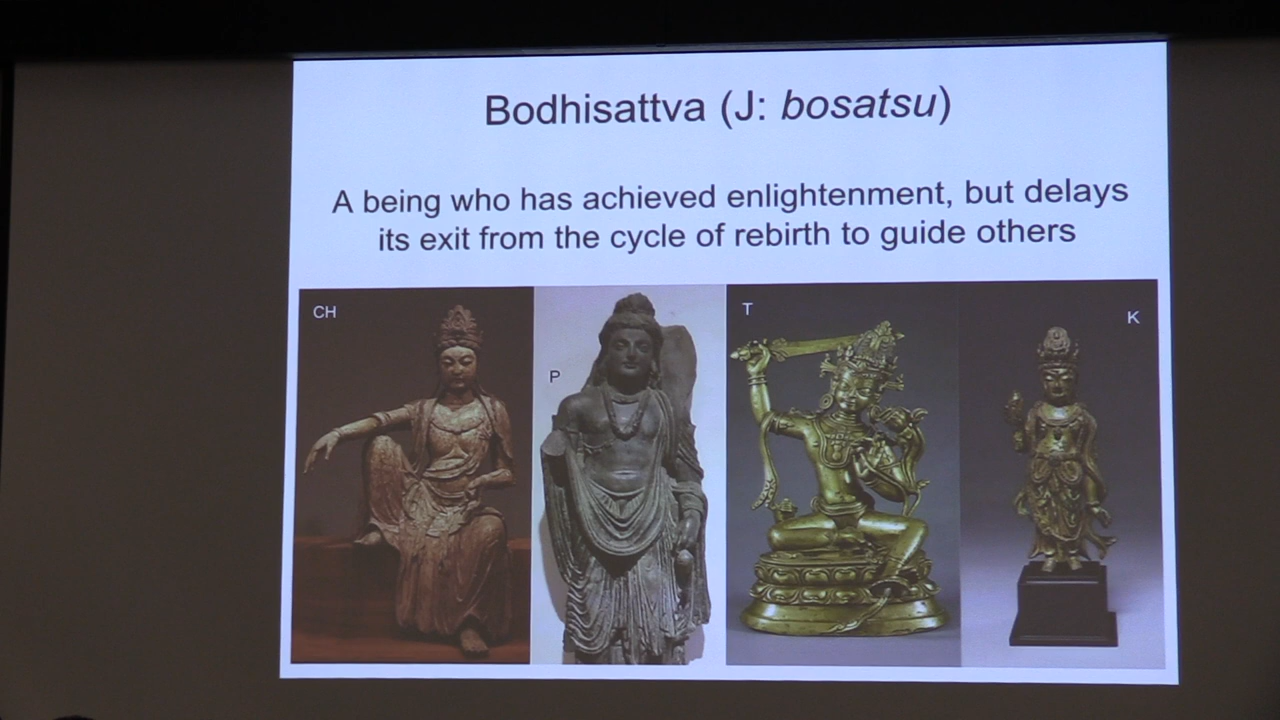 Bodhisattva (J: bosatsu)
A being who has achieved enlightenment, but delays
its exit from the cycle of rebirth to guide others
CH
P
T
K